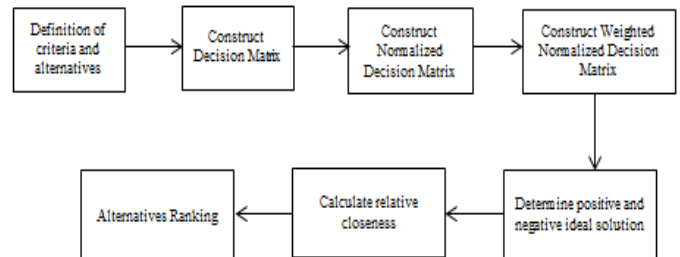 Definition of
criteria and
alternatives
Construct
Decision Matrix
Construct
Normalized
Decision Matrix
Construct Weighted
Normalized Decision
Matrix
Determine positive and
negative ideal solution
Calculate relative
closeness
Alternatives Ranking